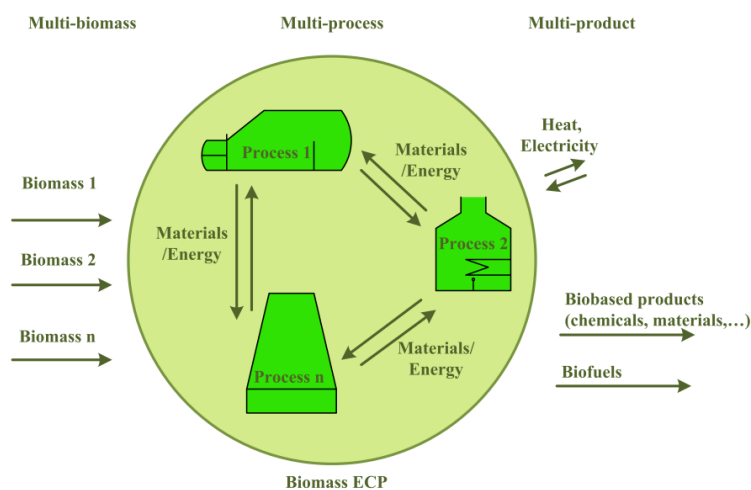 Multi-biomass
Multi-process
Multi-product
Heat,
Electricity
Process 1
Materials
/Energy
Biomass 1
Materials
/Energy
Process 2
Biomass 2
Biobased products
(chemicals, materials,...)
Biomass n
Materials/
Energy
Process n
Biofuels
Biomass ECP